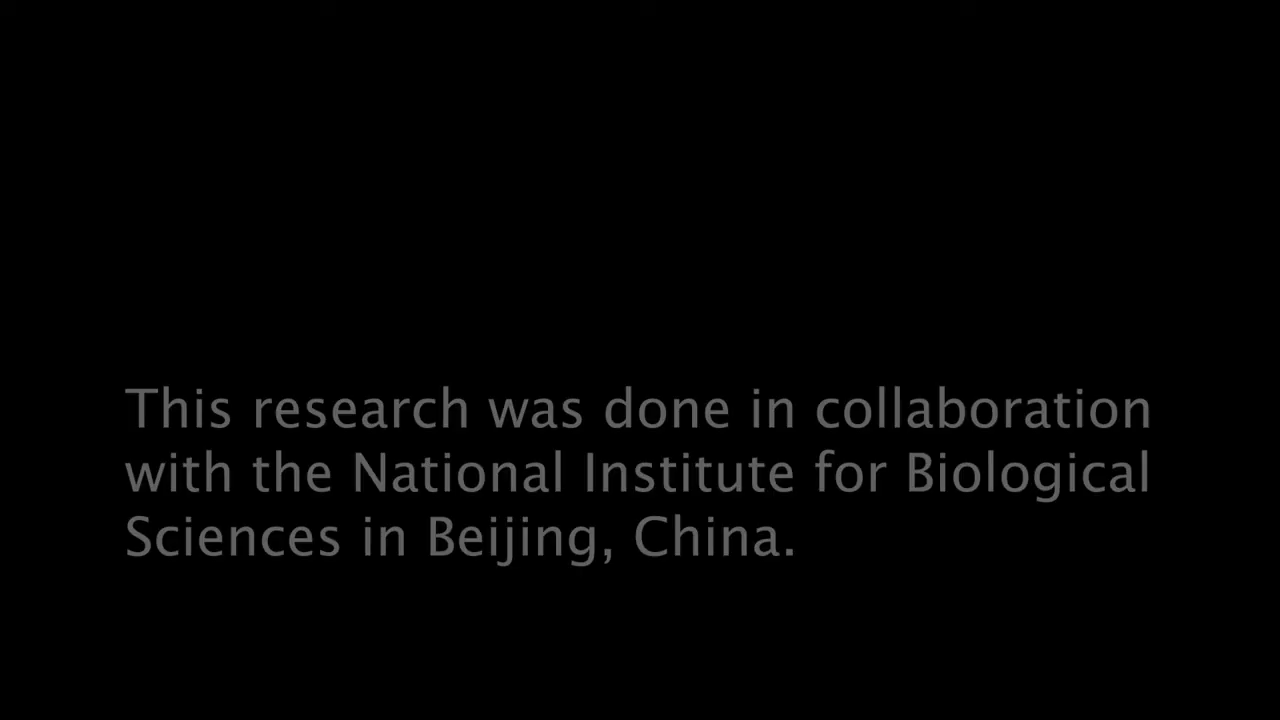 This research was done in collaboration
with the National Institute for Biological
Sciences in Beijing, China.